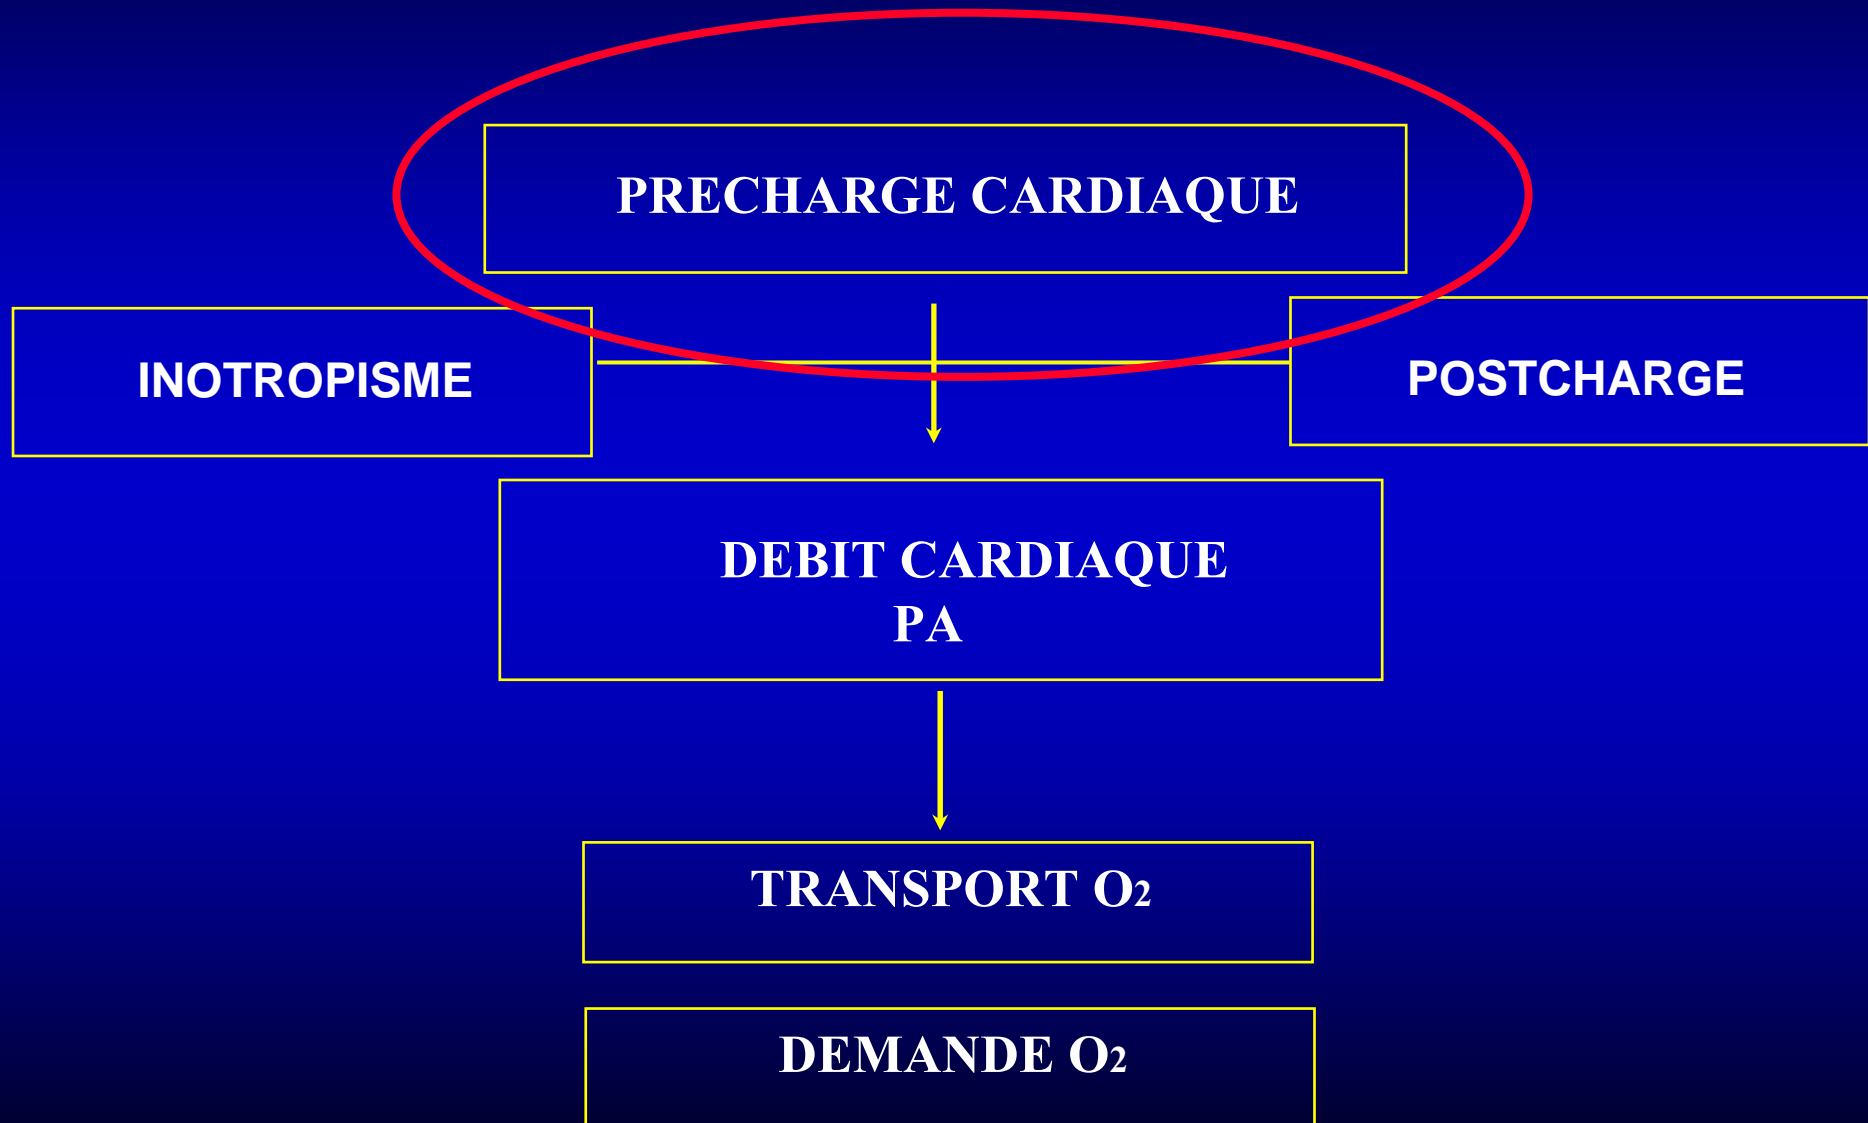 PRECHARGE CARDIAQUE
INOTROPISME
POSTCHARGE
DEBIT CARDIAQUE
PA
TRANSPORT O2
DEMANDE O2